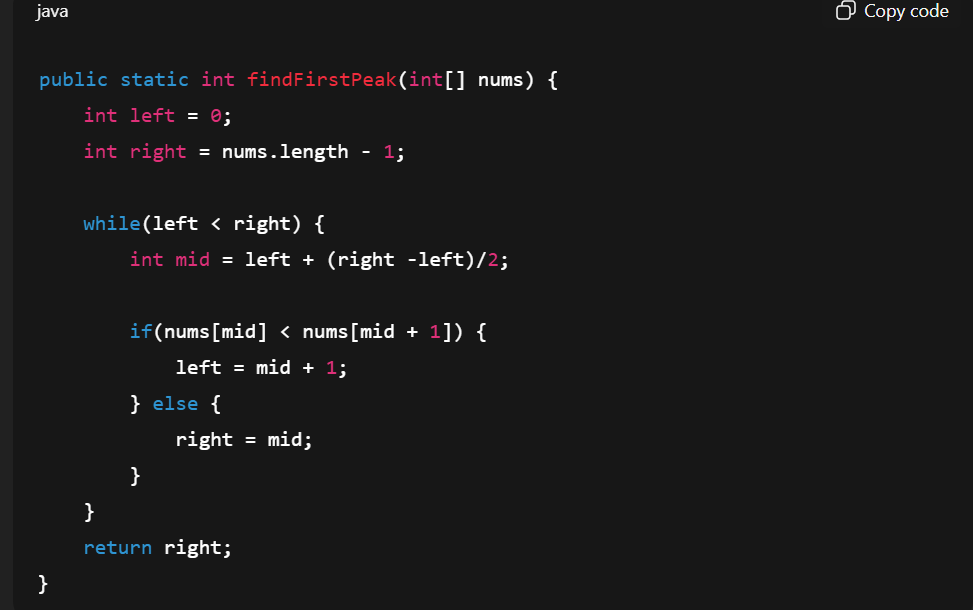 java
Copy code
public static int findFirstPeak(int[] nums) {
    int left = 0;
    int right = nums.length - 1;
    while(left < right) {
        int mid = left + (right -left)/2;
        if(nums[mid] < nums[mid + 1]) {
            left = mid + 1;
        } else {
            right = mid;
        }
    }
    return right;
}